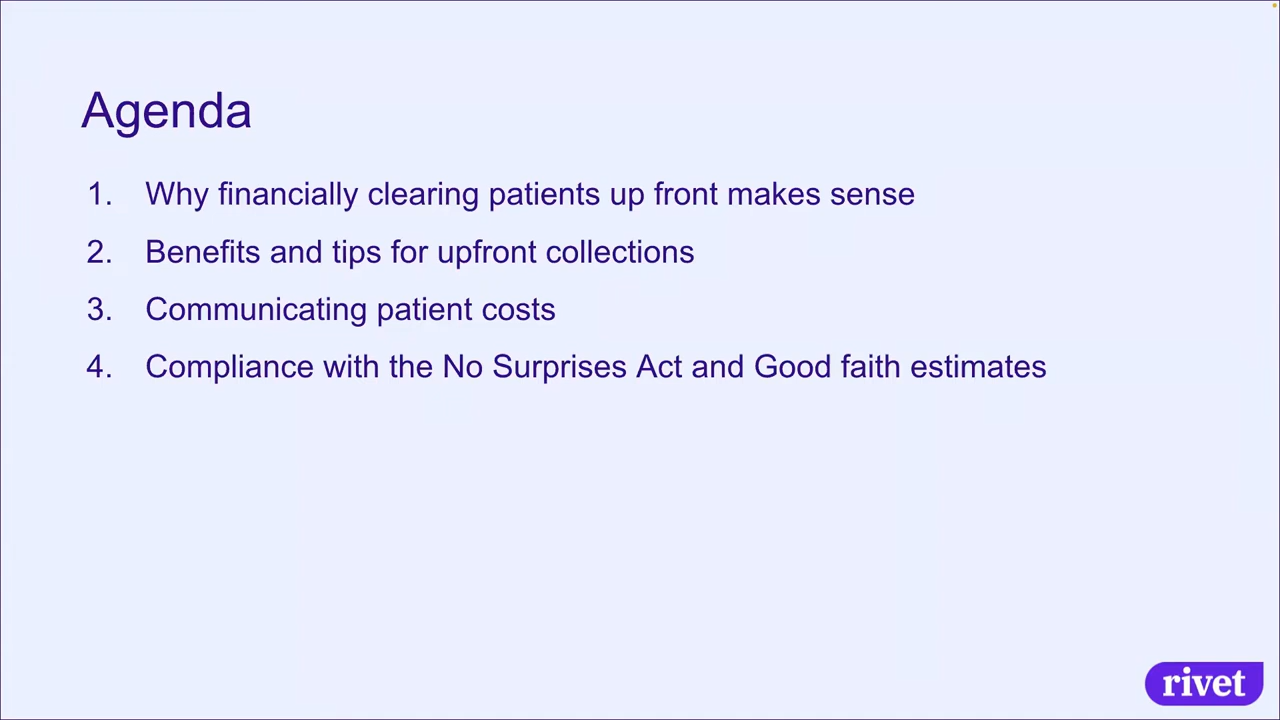 Agenda
1. Why financially clearing patients up front makes sense
2. Benefits and tips for upfront collections
3. Communicating patient costs
4. Compliance with the No Surprises Act and Good faith estimates
rivet